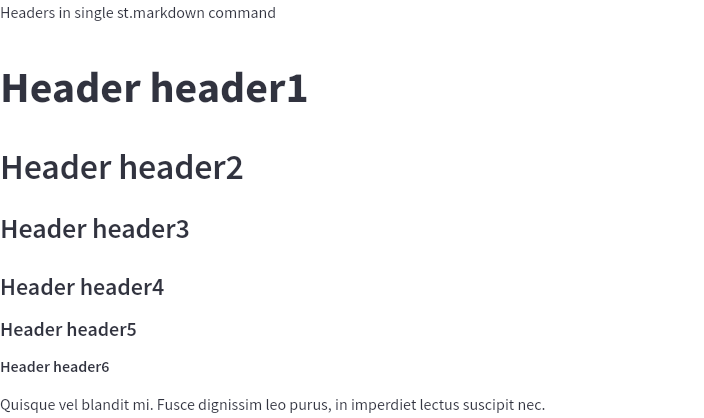 Headers in single st.markdown command
Header header1
Header header2
Header header3
Header header4
Header header5
Header header6
Quisque vel blandit mi. Fusce dignissim leo purus, in imperdiet lectus suscipit nec.